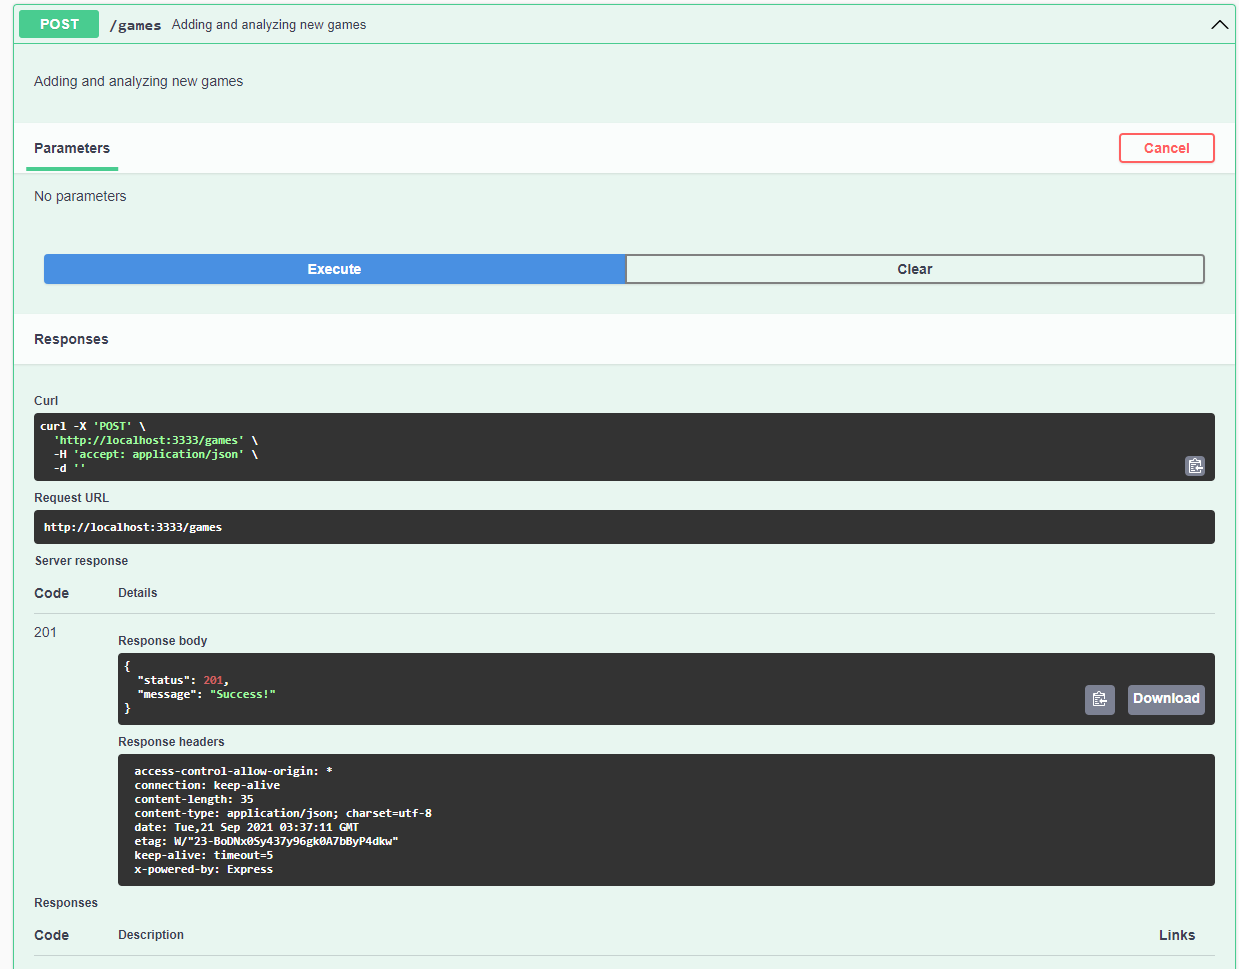 POST /games Adding and analyzing new games
Adding and analyzing new games
Parameters
Cancel
No parameters
Execute
Clear
Responses
Curl
curl -X 'POST' \
  'http://localhost:3333/games' \
  -H 'accept: application/json' \
  -d ''
Request URL
http://localhost:3333/games
Server response
Code Details
201
Response body
{
  "status": 201,
  "message": "Success!"
}
Download
Response headers
access-control-allow-origin: *
connection: keep-alive
content-length: 35
content-type: application/json; charset=utf-8
date: Tue,21 Sep 2021 03:37:11 GMT
etag: W/"23-BoDNx0Sy437y96gk0A7bByP4dkw"
keep-alive: timeout=5
x-powered-by: Express
Responses
Code Description Links